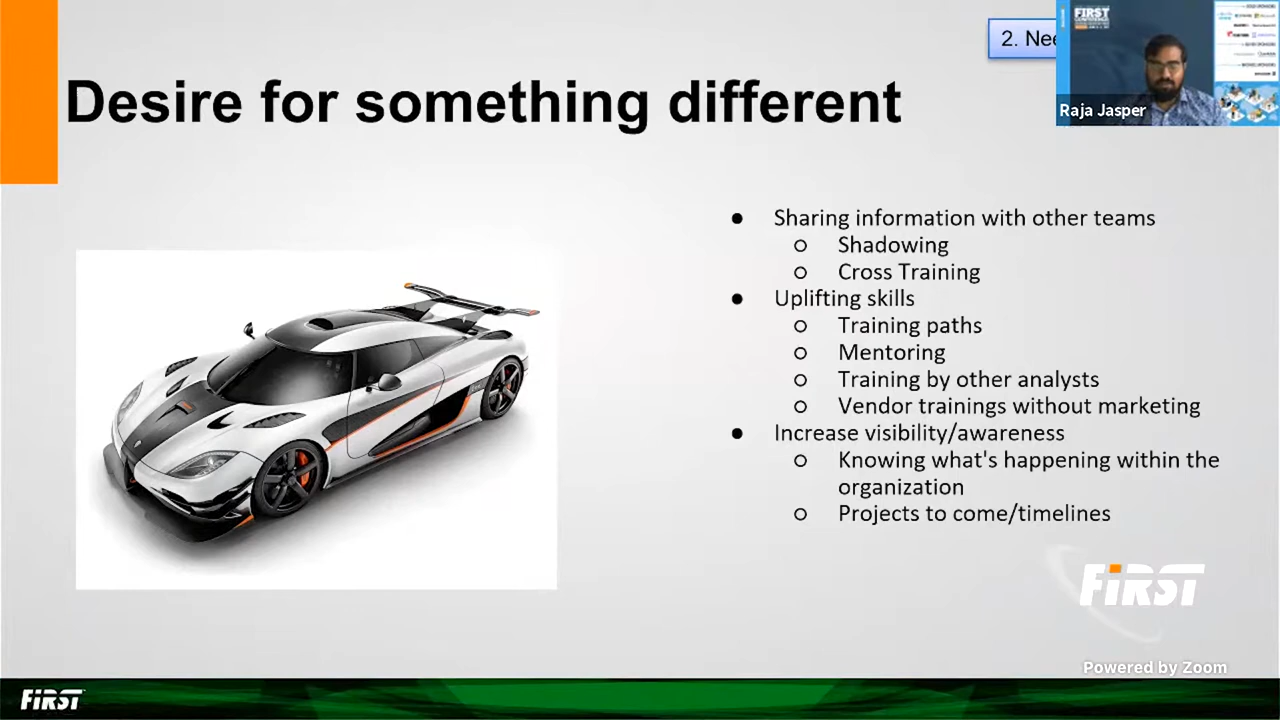 2. Nee
FIRST
CONFERENCE
Raja Jasper
Desire for something different
● Sharing information with other teams
○ Shadowing
○ Cross Training
● Uplifting skills
○ Training paths
○ Mentoring
○ Training by other analysts
○ Vendor trainings without marketing
● Increase visibility/awareness
○ Knowing what's happening within the
organization
○ Projects to come/timelines
FiRST
Powered by Zoom
FiRST